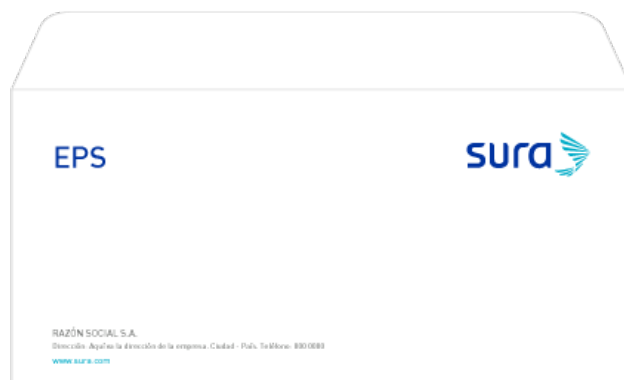 EPS
sura
RAZÓN SOCIAL S.A.
Dirección: Aquí va la dirección de la empresa. Ciudad - País. Teléfono: 000 0000
www.sura.com